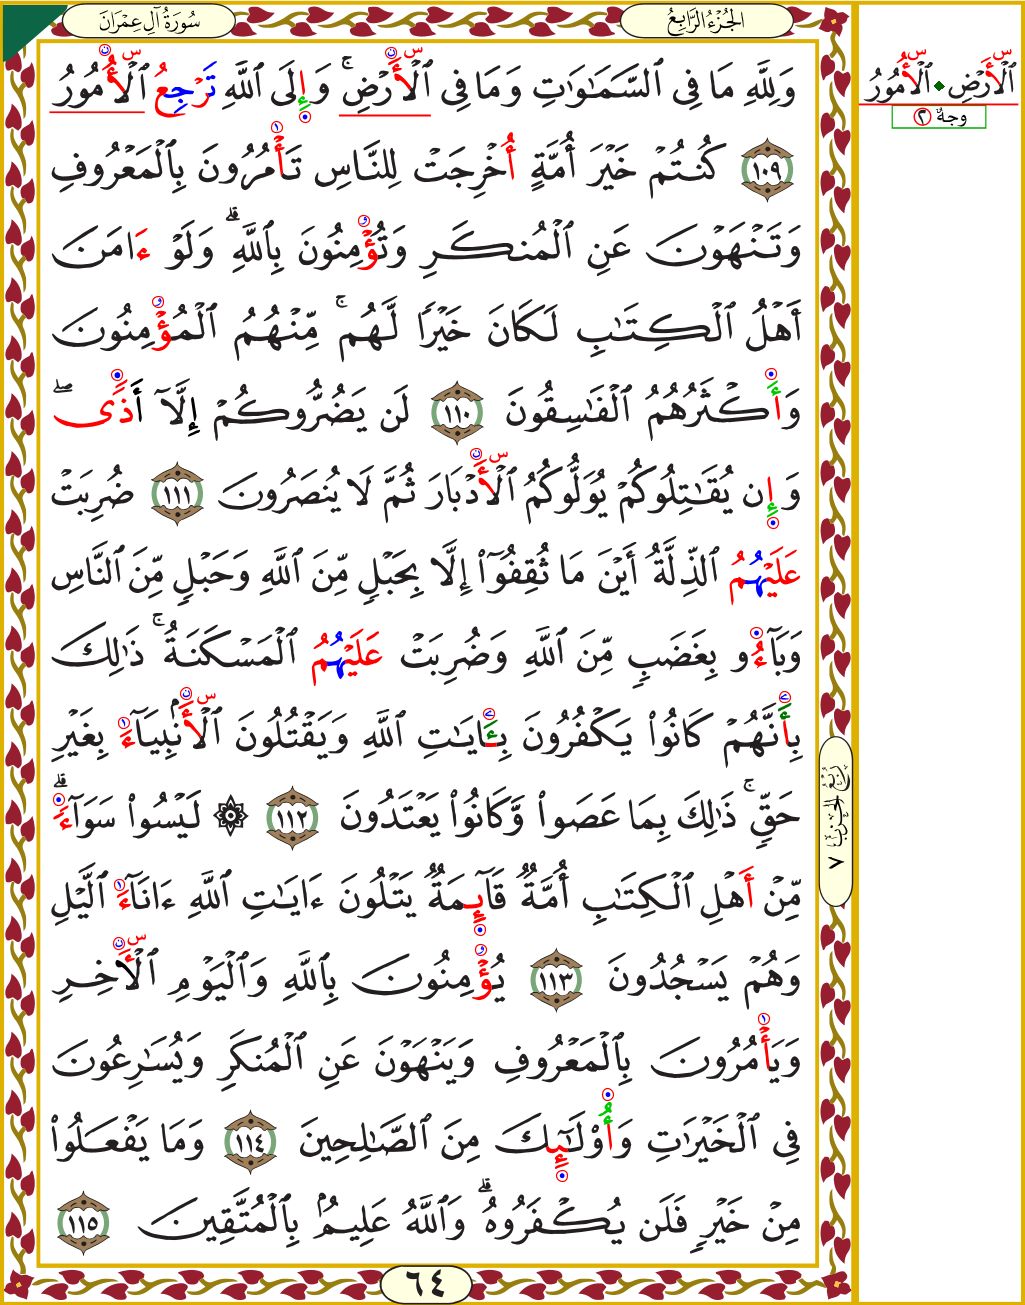 الجُزْءُ الرَّابِعُ
سُورَةُ آلِ عِمْرَانَ
وَلِلَّهِ مَا فِي ٱلسَّمَٰوَٰتِ وَمَا فِي ٱلۡأَرۡضِۚ وَإِلَى ٱللَّهِ تَرۡجِعُ ٱلۡأُمُورُ
١٠٩ كُنتُمۡ خَيۡرَ أُمَّةٍ أُخۡرِجَتۡ لِلنَّاسِ تَأۡمُرُونَ بِٱلۡمَعۡرُوفِ
وَتَنۡهَوۡنَ عَنِ ٱلۡمُنكَرِ وَتُؤۡمِنُونَ بِٱللَّهِۗ وَلَوۡ ءَامَنَ
أَهۡلُ ٱلۡكِتَٰبِ لَكَانَ خَيۡرٗا لَّهُمۚ مِّنۡهُمُ ٱلۡمُؤۡمِنُونَ
وَأَكۡثَرُهُمُ ٱلۡفَٰسِقُونَ ١١٠ لَن يَضُرُّوكُمۡ إِلَّآ أَذٗىۖ
وَإِن يُقَٰتِلُوكُمۡ يُوَلُّوكُمُ ٱلۡأَدۡبَارَ ثُمَّ لَا يُنصَرُونَ ١١١ ضُرِبَتۡ
عَلَيۡهُمُ ٱلذِّلَّةُ أَيۡنَ مَا ثُقِفُوٓاْ إِلَّا بِحَبۡلٖ مِّنَ ٱللَّهِ وَحَبۡلٖ مِّنَ ٱلنَّاسِ
وَبَآءُو بِغَضَبٖ مِّنَ ٱللَّهِ وَضُرِبَتۡ عَلَيۡهُمُ ٱلۡمَسۡكَنَةُۚ ذَٰلِكَ
بِأَنَّهُمۡ كَانُواْ يَكۡفُرُونَ بِـَٔايَٰتِ ٱللَّهِ وَيَقۡتُلُونَ ٱلۡأَنۢبِيَآءَ بِغَيۡرِ
حَقّٖۚ ذَٰلِكَ بِمَا عَصَواْ وَّكَانُواْ يَعۡتَدُونَ ١١٢ ۞ لَيۡسُواْ سَوَآءٗۗ
مِّنۡ أَهۡلِ ٱلۡكِتَٰبِ أُمَّةٞ قَآئِمَةٞ يَتۡلُونَ ءَايَٰتِ ٱللَّهِ ءَانَآءَ ٱلَّيۡلِ
وَهُمۡ يَسۡجُدُونَ ١١٣ يُؤۡمِنُونَ بِٱللَّهِ وَٱلۡيَوۡمِ ٱلۡأٓخِرِ
وَيَأۡمُرُونَ بِٱلۡمَعۡرُوفِ وَيَنۡهَوۡنَ عَنِ ٱلۡمُنكَرِ وَيُسَٰرِعُونَ
فِي ٱلۡخَيۡرَٰتِ وَأُوْلَٰٓئِكَ مِنَ ٱلصَّٰلِحِينَ ١١٤ وَمَا يَفۡعَلُواْ
مِنۡ خَيۡرٖ فَلَن يُكۡفَرُوهُۗ وَٱللَّهُ عَلِيمُۢ بِٱلۡمُتَّقِينَ ١١٥
٦٤
ٱلۡأَرۡضِ ٱلۡأُمُورُ
وجهٌ ٢
رُبُعُ الحِزْبِ ٧